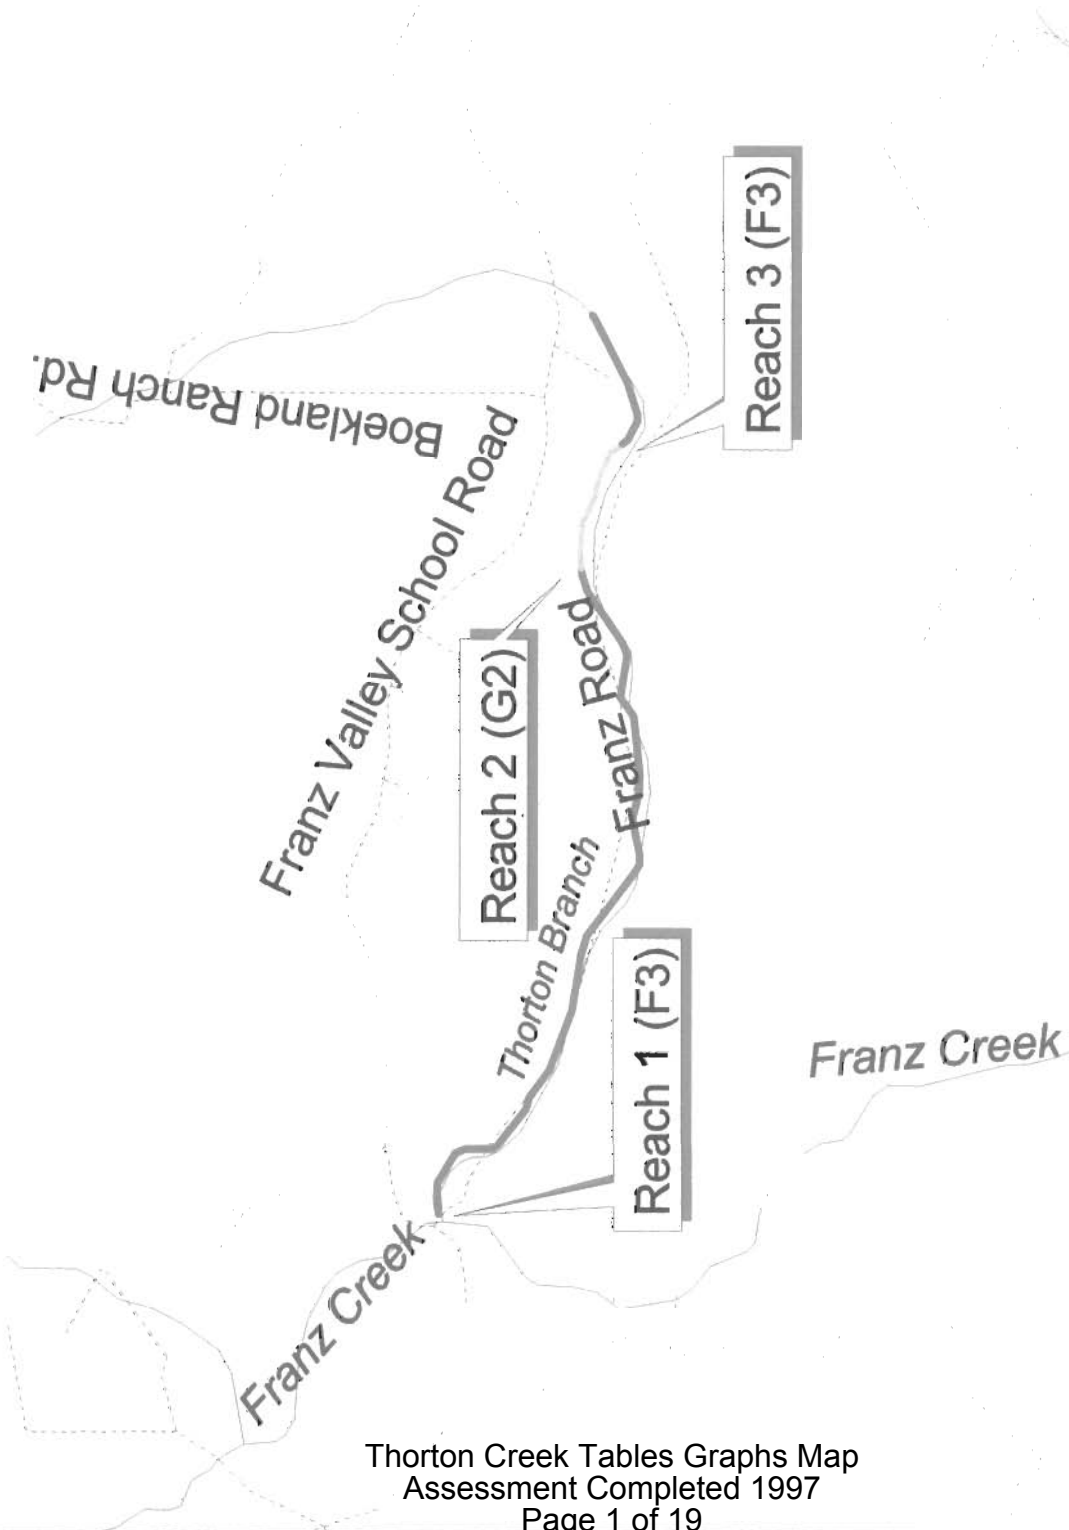 Boekland Ranch Rd.
Franz Valley School Road
Reach 3 (F3)
Reach 2 (G2)
Franz Road
Thorton Branch
Reach 1 (F3)
Franz Creek
Franz Creek
Thorton Creek Tables Graphs Map
Assessment Completed 1997
Page 1 of 19